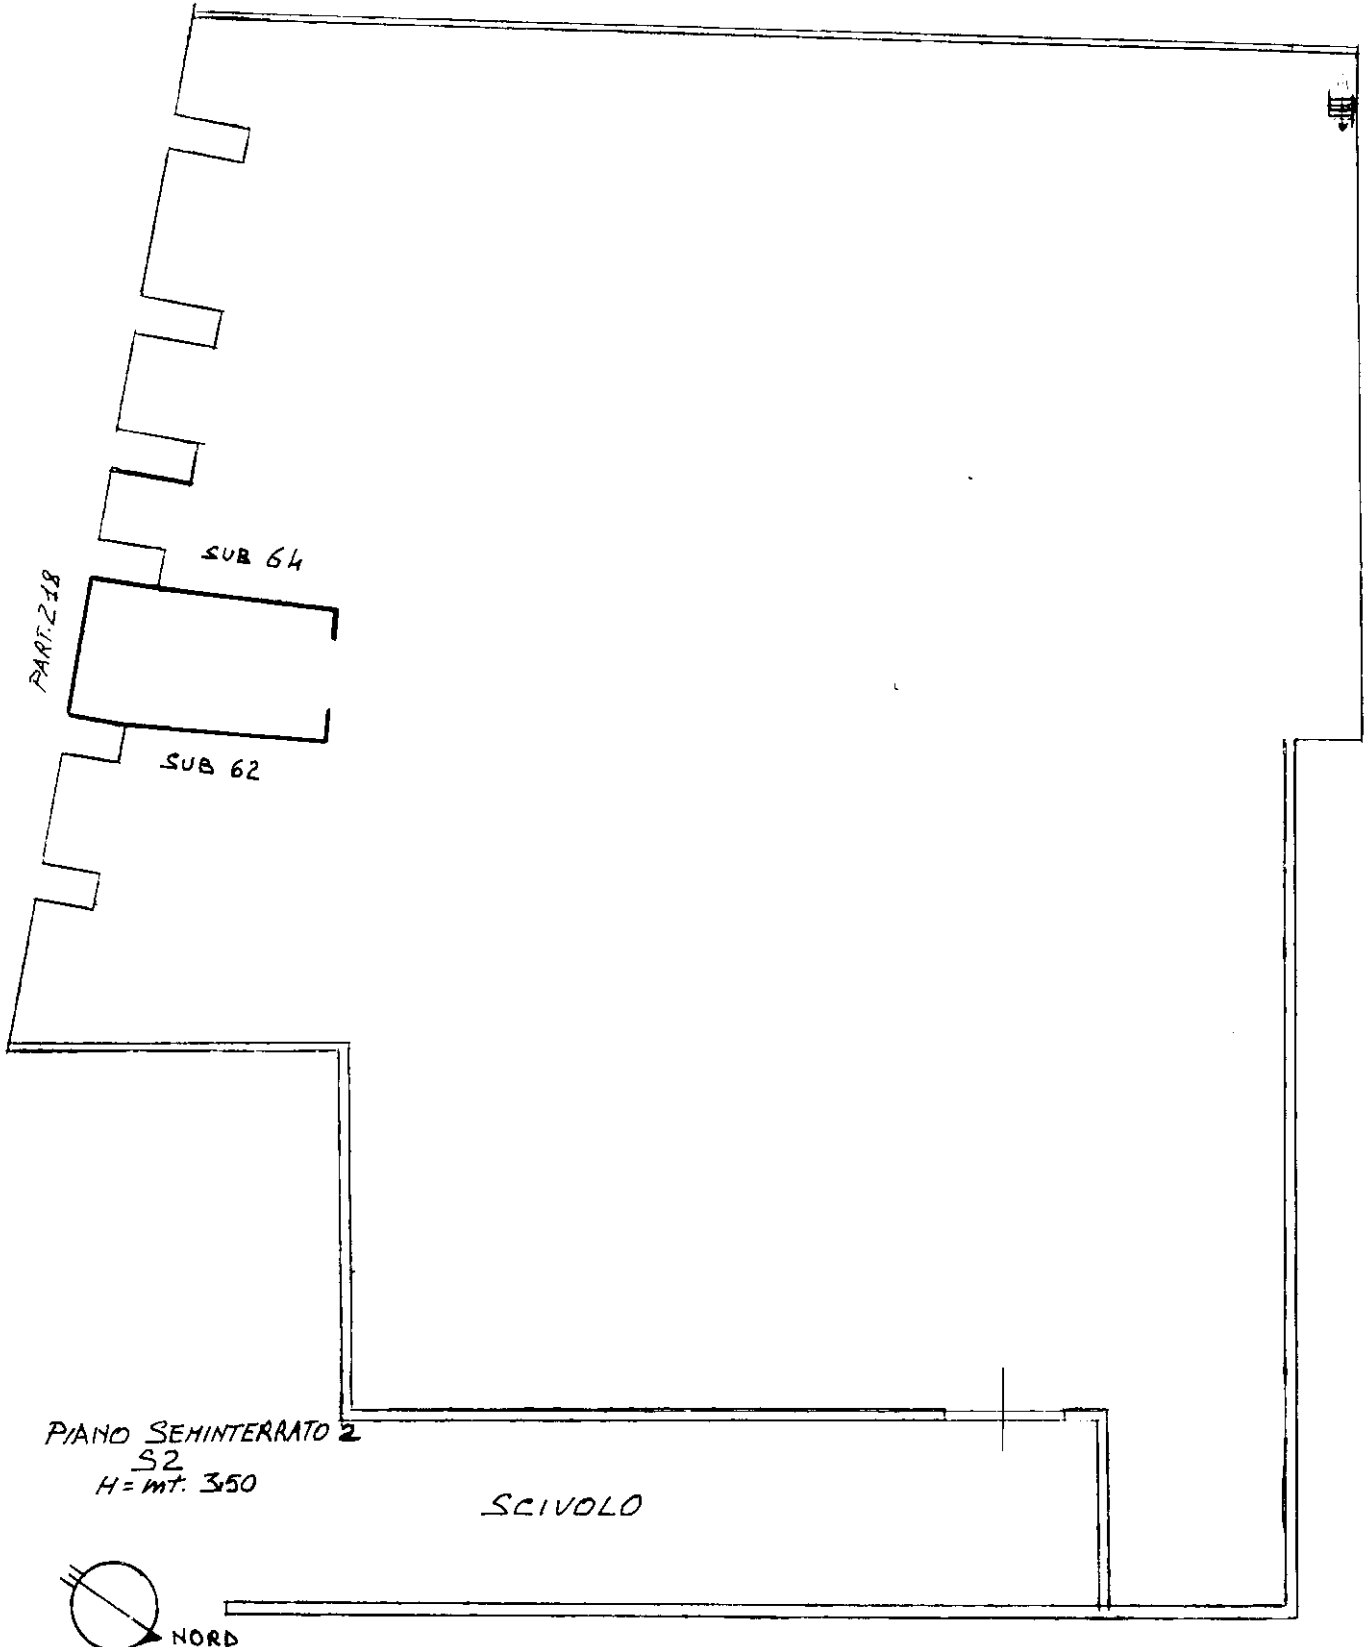 SUB 64
PART. 218
SUB 62
PIANO SEMINTERRATO 2
S2
H = mt. 3,50
SCIVOLO
NORD